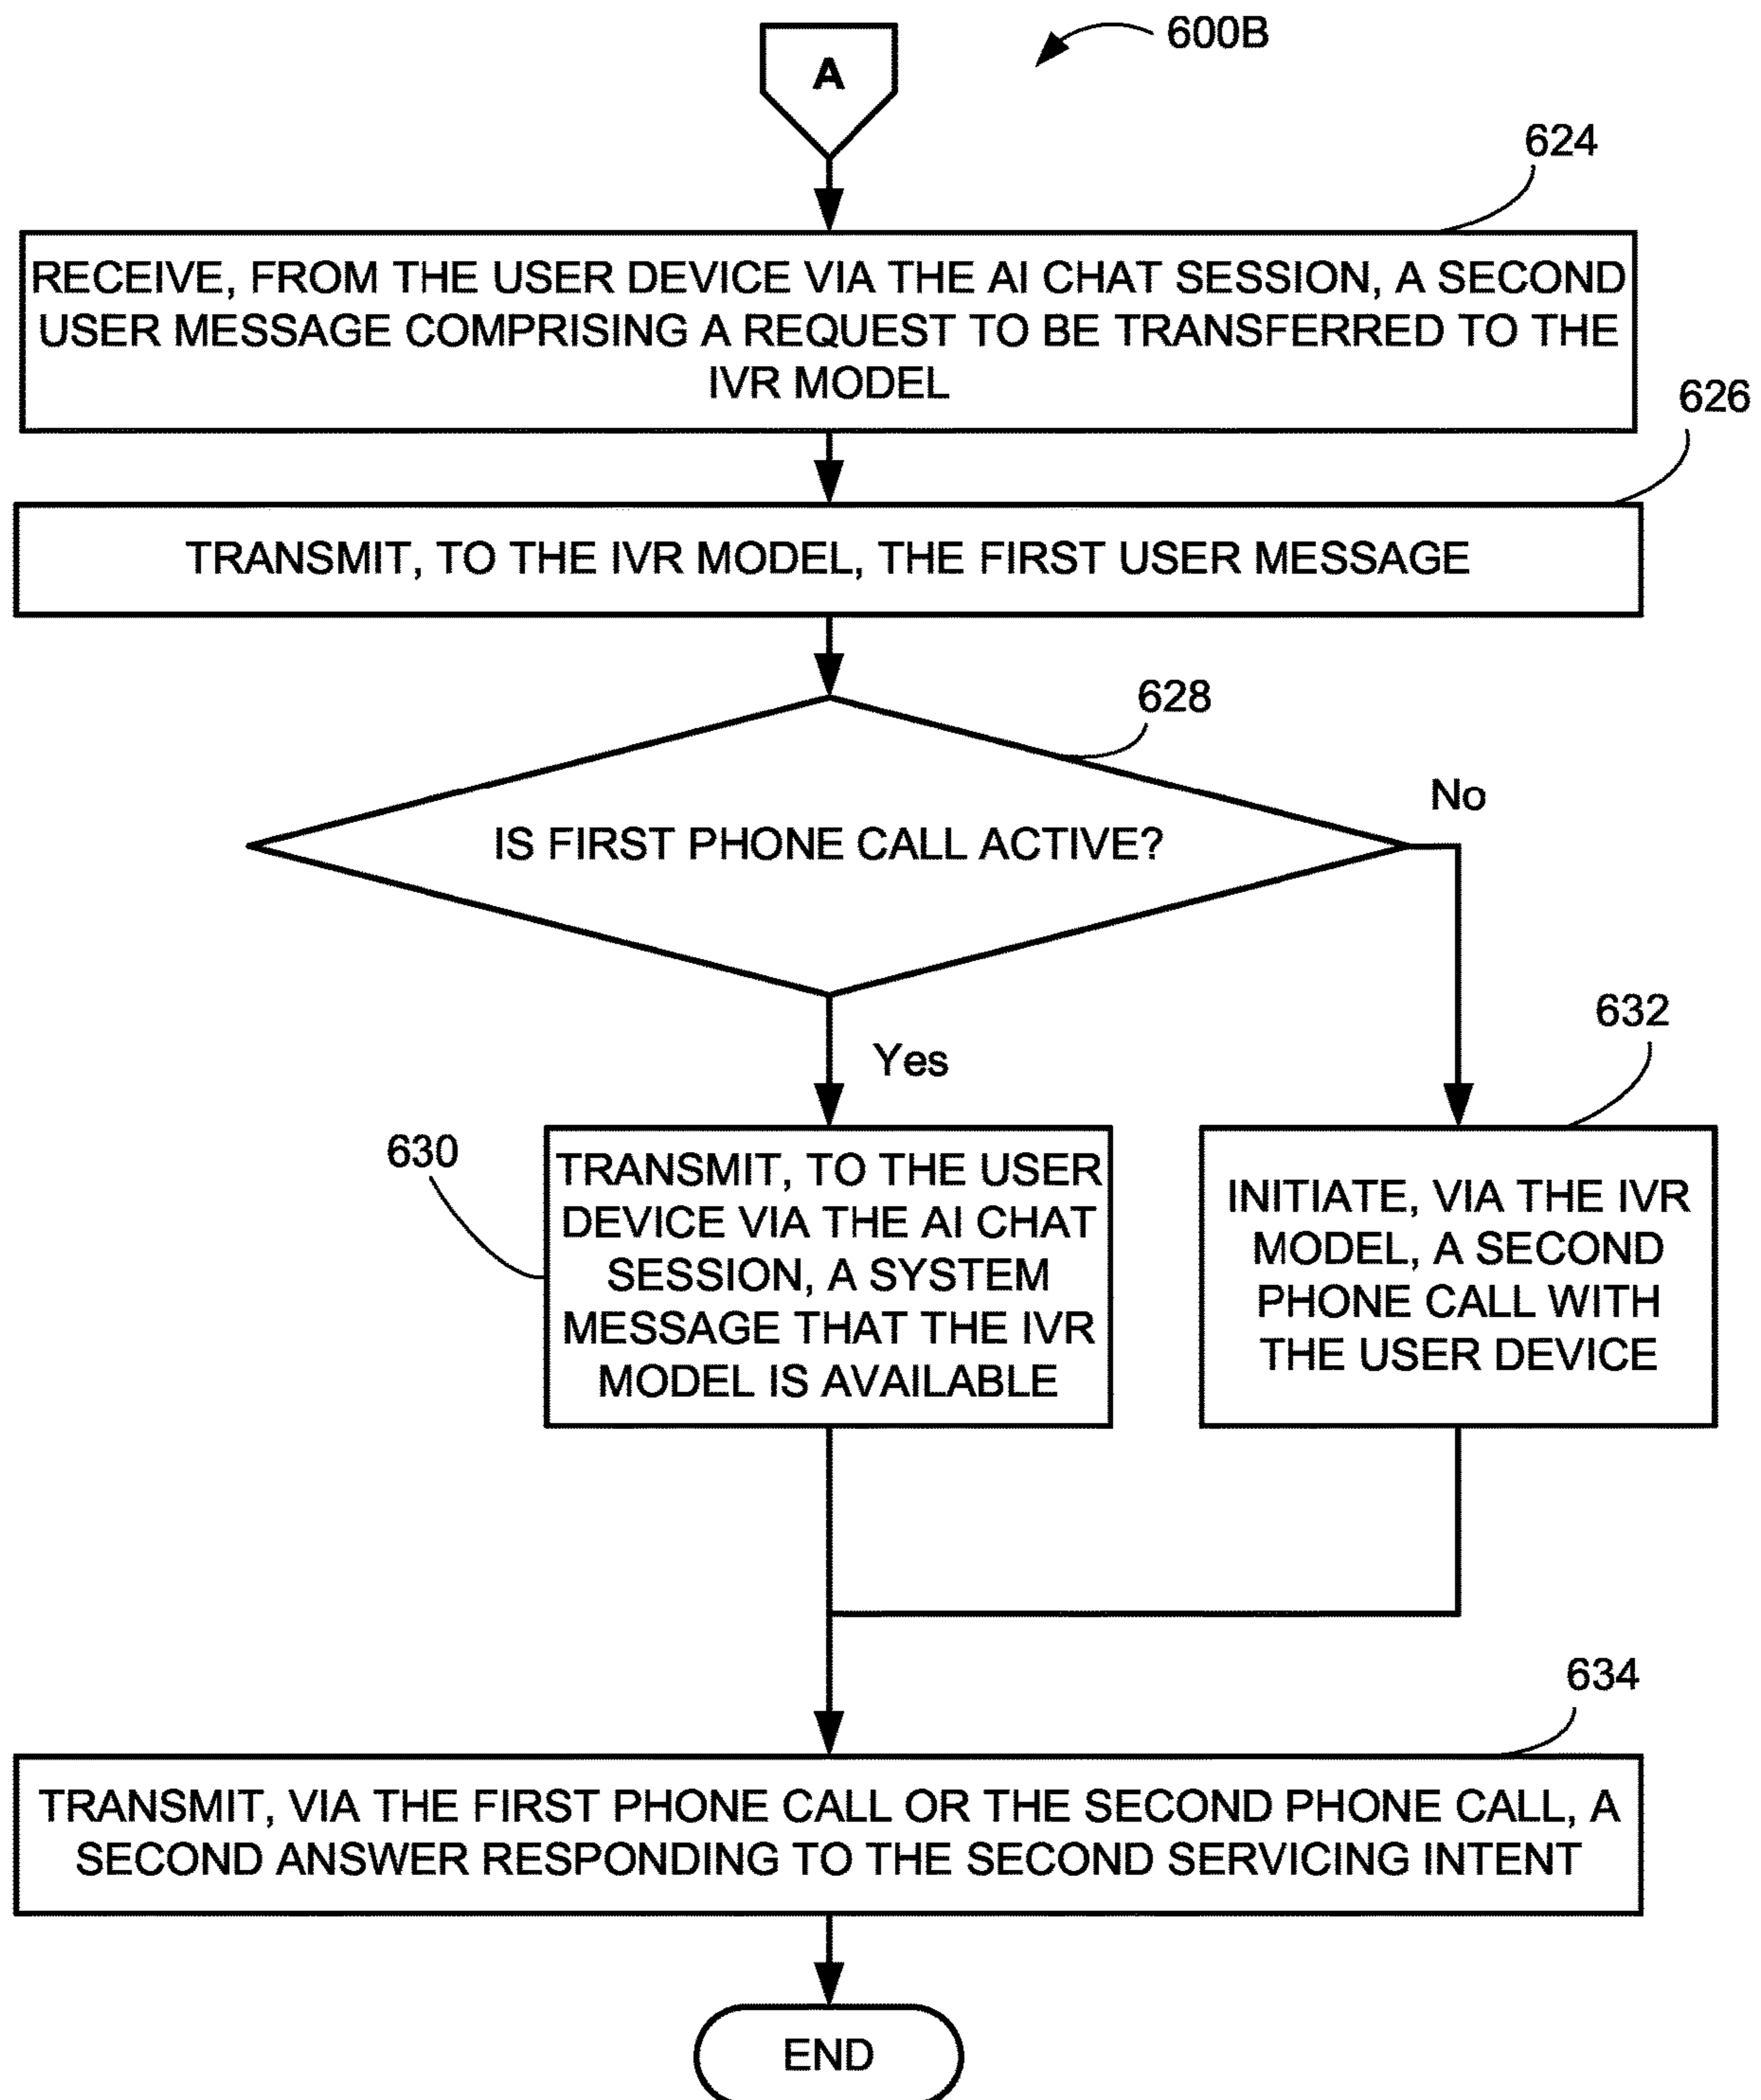 600B
A
624
RECEIVE, FROM THE USER DEVICE VIA THE AI CHAT SESSION, A SECOND
USER MESSAGE COMPRISING A REQUEST TO BE TRANSFERRED TO THE
IVR MODEL
626
TRANSMIT, TO THE IVR MODEL, THE FIRST USER MESSAGE
628
IS FIRST PHONE CALL ACTIVE?
No
Yes
630
TRANSMIT, TO THE USER
DEVICE VIA THE AI CHAT
SESSION, A SYSTEM
MESSAGE THAT THE IVR
MODEL IS AVAILABLE
632
INITIATE, VIA THE IVR
MODEL, A SECOND
PHONE CALL WITH
THE USER DEVICE
634
TRANSMIT, VIA THE FIRST PHONE CALL OR THE SECOND PHONE CALL, A
SECOND ANSWER RESPONDING TO THE SECOND SERVICING INTENT
END